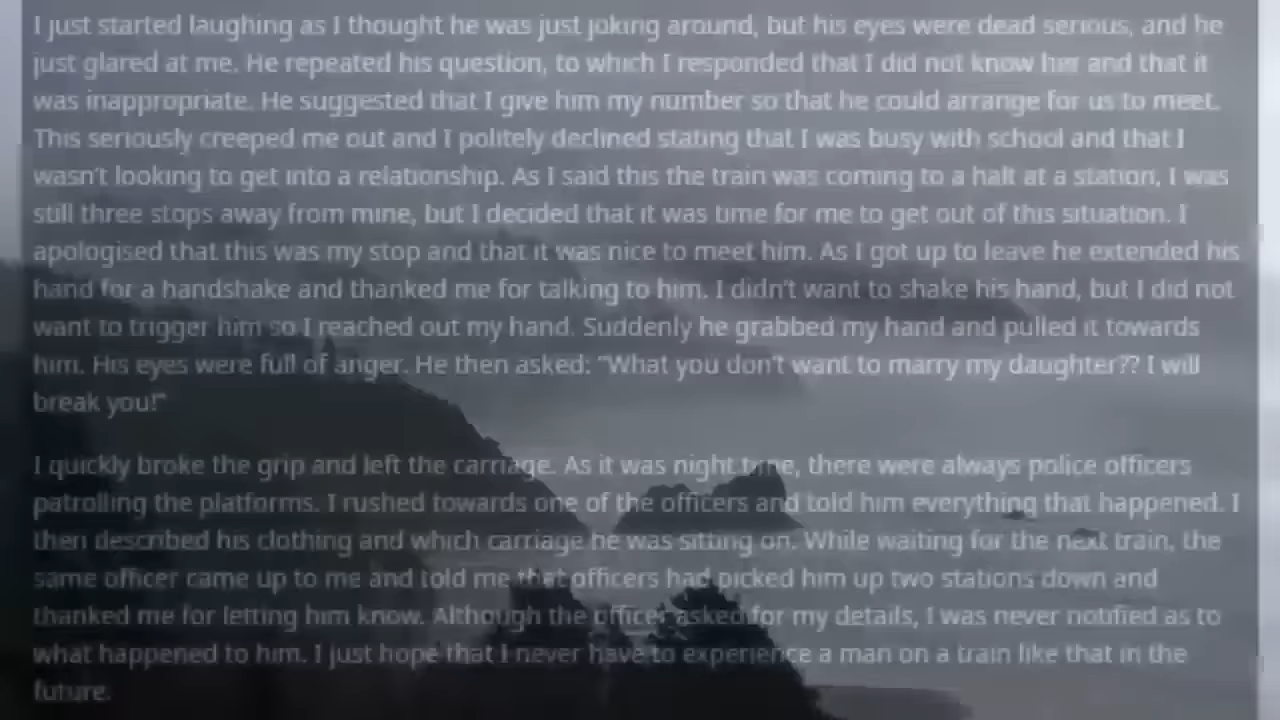 I just started laughing as I thought he was just joking around, but his eyes were dead serious, and he
just glared at me. He repeated his question, to which I responded that I did not know her and that it
was inappropriate. He suggested that I give him my number so that he could arrange for us to meet.
This seriously creeped me out and I politely declined stating that I was busy with school and that I
wasn't looking to get into a relationship. As I said this the train was coming to a halt at a station, I was
still three stops away from mine, but I decided that it was time for me to get out of this situation. I
apologised that this was my stop and that it was nice to meet him. As I got up to leave he extended his
hand for a handshake and thanked me for talking to him. I didn't want to shake his hand, but I did not
want to trigger him so I reached out my hand. Suddenly he grabbed my hand and pulled it towards
him. His eyes were full of anger. He then asked: "What you don't want to marry my daughter?? I will
break you!"
I quickly broke the grip and left the carriage. As it was night time, there were always police officers
patrolling the platforms. I rushed towards one of the officers and told him everything that happened. I
then described his clothing and which carriage he was sitting on. While waiting for the next train, the
same officer came up to me and told me that officers had picked him up two stations down and
thanked me for letting him know. Although the officer asked for my details, I was never notified as to
what happened to him. I just hope that I never have to experience a man on a train like that in the
future.